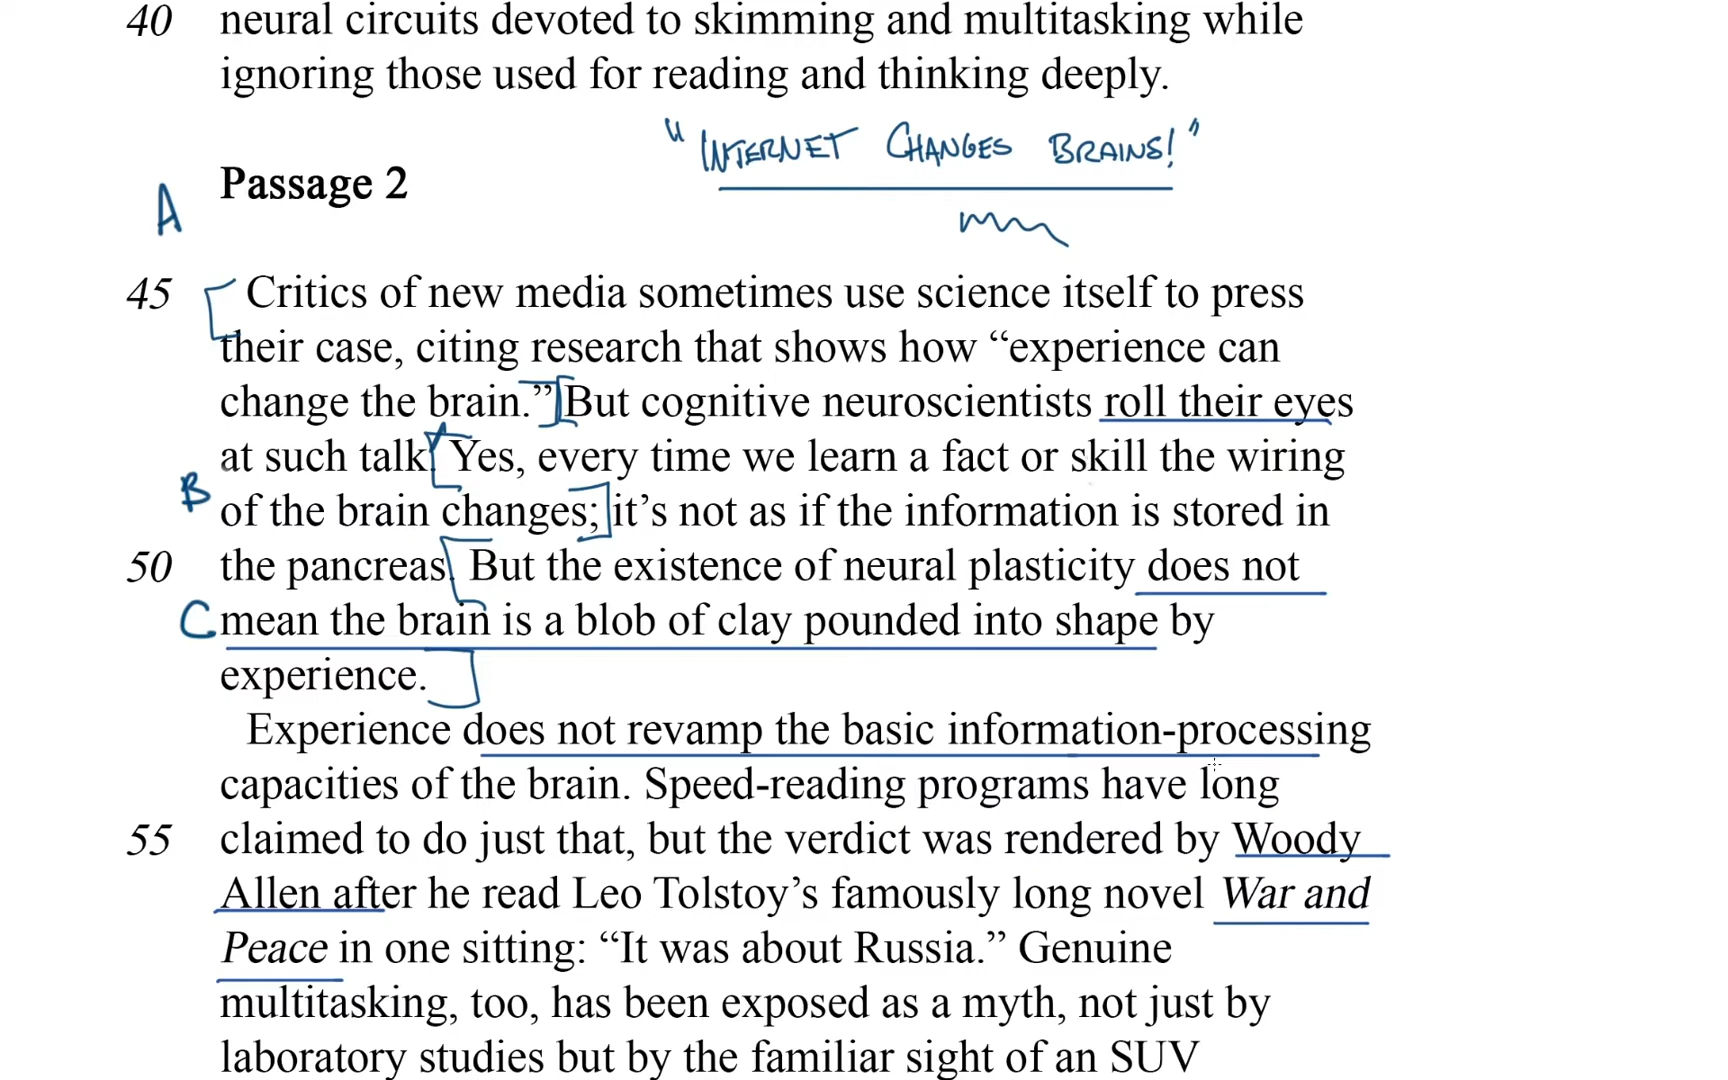 40 neural circuits devoted to skimming and multitasking while
ignoring those used for reading and thinking deeply.
"INTERNET CHANGES BRAINS!"
Passage 2
A
45 Critics of new media sometimes use science itself to press
their case, citing research that shows how “experience can
change the brain.” But cognitive neuroscientists roll their eyes
at such talk. Yes, every time we learn a fact or skill the wiring
B
of the brain changes; it’s not as if the information is stored in
50 the pancreas. But the existence of neural plasticity does not
C mean the brain is a blob of clay pounded into shape by
experience.
Experience does not revamp the basic information-processing
capacities of the brain. Speed-reading programs have long
55 claimed to do just that, but the verdict was rendered by Woody
Allen after he read Leo Tolstoy’s famously long novel War and
Peace in one sitting: “It was about Russia.” Genuine
multitasking, too, has been exposed as a myth, not just by
laboratory studies but by the familiar sight of an SUV